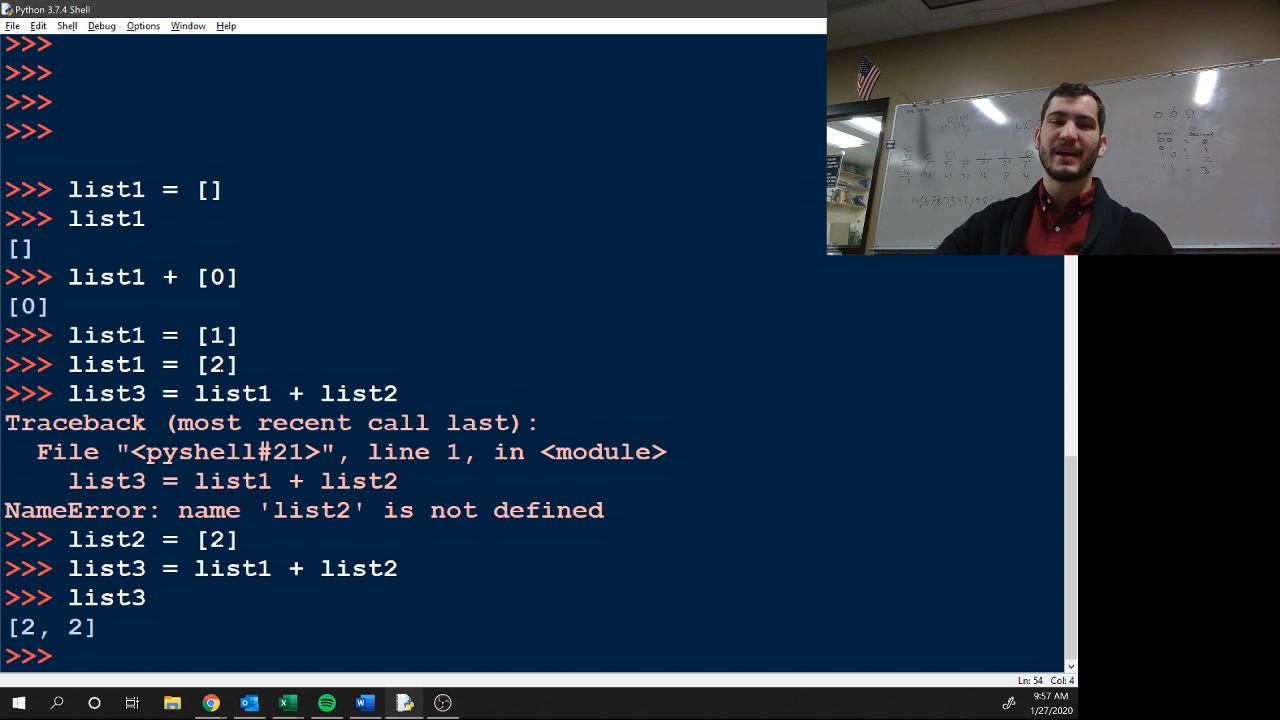 Python 3.7.4 Shell
File Edit Shell Debug Options Window Help
>>>
>>>
>>>
>>>
>>> list1 = []
>>> list1
[]
>>> list1 + [0]
[0]
>>> list1 = [1]
>>> list1 = [2]
>>> list3 = list1 + list2
Traceback (most recent call last):
File "<pyshell#21>", line 1, in <module>
list3 = list1 + list2
NameError: name 'list2' is not defined
>>> list2 = [2]
>>> list3 = list1 + list2
>>> list3
[2, 2]
>>>
Ln: 54 Col: 4
9:57 AM
1/27/2020